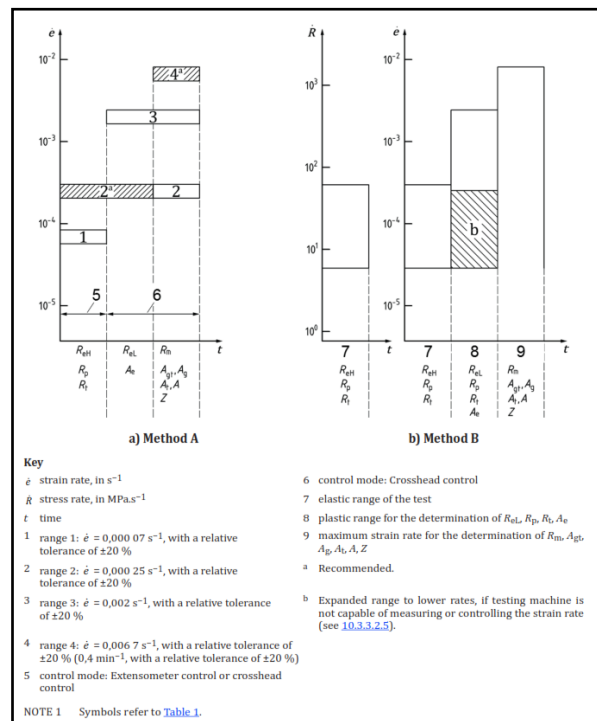 ė
10⁻²
10⁻³
10⁻⁴
10⁻⁵
4ᵃ
3
2ᵃ
2
1
5
6
t
ReH
Rp
Rt
ReL
Ae
Rm
Agt, Ag
At, A
Z
a) Method A
Ṙ
10³
10²
10¹
10⁰
7
t
ReH
Rp
Rt
ė
10⁻²
10⁻³
10⁻⁴
10⁻⁵
b
7
8
9
t
ReH
Rp
Rt
ReL
Rp
Rt
Ae
Rm
Agt, Ag
At, A
Z
b) Method B
Key
ė strain rate, in s⁻¹
Ṙ stress rate, in MPa.s⁻¹
t time
1 range 1: ė = 0,000 07 s⁻¹, with a relative
tolerance of ±20 %
2 range 2: ė = 0,000 25 s⁻¹, with a relative
tolerance of ±20 %
3 range 3: ė = 0,002 s⁻¹, with a relative tolerance
of ±20 %
4 range 4: ė = 0,006 7 s⁻¹, with a relative tolerance of
±20 % (0,4 min⁻¹, with a relative tolerance of ±20 %)
5 control mode: Extensometer control or crosshead
control
6 control mode: Crosshead control
7 elastic range of the test
8 plastic range for the determination of ReL, Rp, Rt, Ae
9 maximum strain rate for the determination of Rm, Agt,
Ag, At, A, Z
a Recommended.
b Expanded range to lower rates, if testing machine is
not capable of measuring or controlling the strain rate
(see 10.3.3.2.5).
NOTE 1 Symbols refer to Table 1.